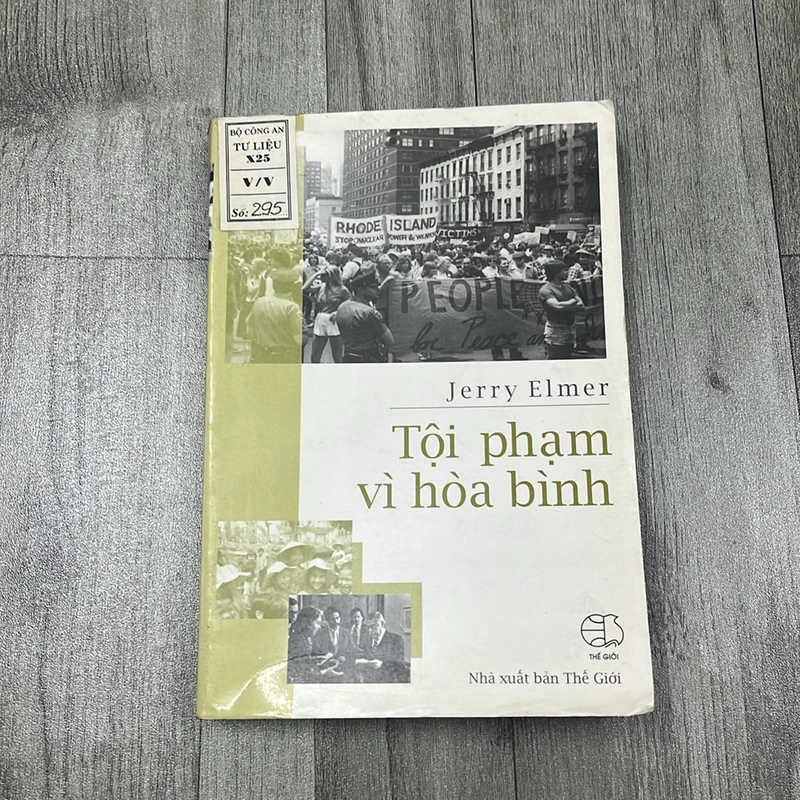 BỘ CÔNG AN
TƯ LIỆU
X25
V/V
Số: 295
RHODE ISLAND
STOP NUCLEAR POWER & WEAPONS
VICTIMS
PEOPLE
for Peace an
Jerry Elmer
Tội phạm
vì hòa bình
THẾ GIỚI
Nhà xuất bản Thế Giới